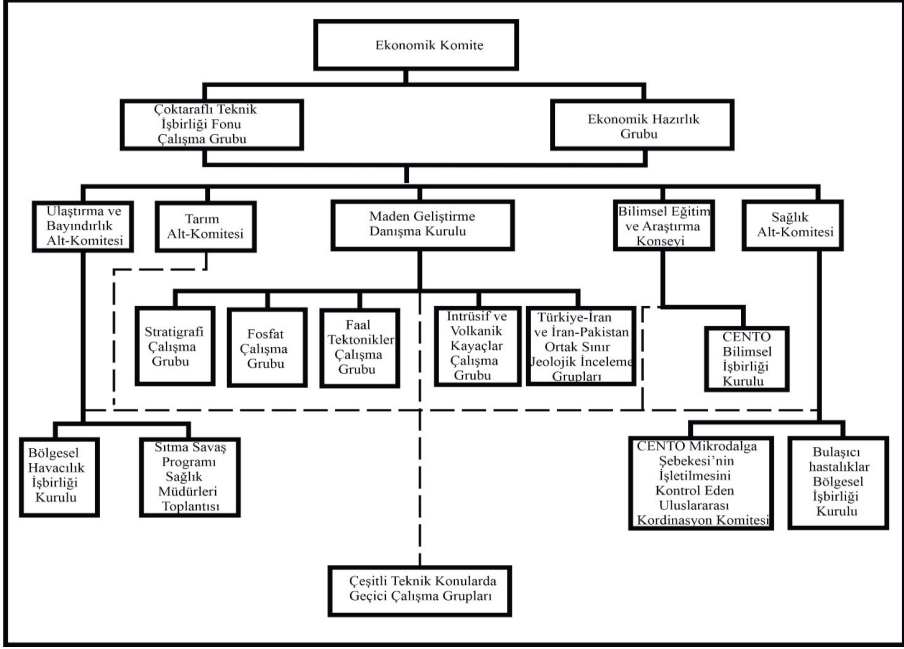 Ekonomik Komite
Çoktaraflı Teknik
İşbirliği Fonu
Çalışma Grubu
Ekonomik Hazırlık
Grubu
Ulaştırma ve
Bayındırlık
Alt-Komitesi
Tarım
Alt-Komitesi
Maden Geliştirme
Danışma Kurulu
Bilimsel Eğitim
ve Araştırma
Konseyi
Sağlık
Alt-Komitesi
Stratigrafi
Çalışma
Grubu
Fosfat
Çalışma
Grubu
Faal
Tektonikler
Çalışma
Grubu
Intrüsif ve
Volkanik
Kayaçlar
Çalışma
Grubu
Türkiye-İran
ve İran-Pakistan
Ortak Sınır
Jeolojik İnceleme
Grupları
CENTO
Bilimsel
İşbirliği
Kurulu
Bölgesel
Havacılık
İşbirliği
Kurulu
Sıtma Savaş
Programı
Sağlık
Müdürleri
Toplantısı
CENTO Mikrodalga
Şebekesi'nin
İşletilmesini
Kontrol Eden
Uluslararası
Kordinasyon Komitesi
Bulaşıcı
hastalıklar
Bölgesel
İşbirliği
Kurulu
Çeşitli Teknik Konularda
Geçici Çalışma Grupları